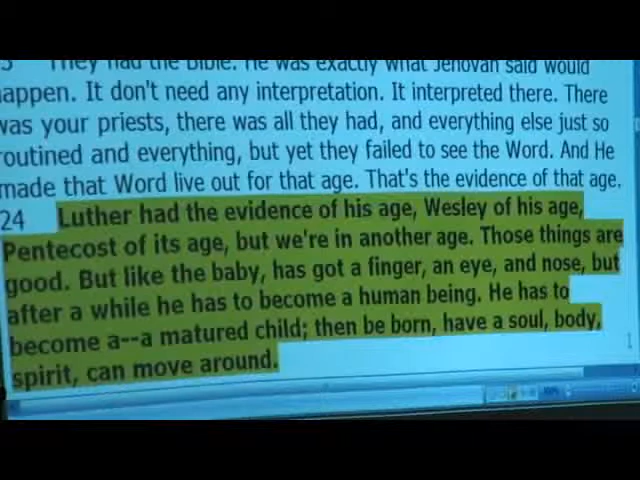 They had the Bible. He was exactly what Jehovah said would
happen. It don't need any interpretation. It interpreted there. There
was your priests, there was all they had, and everything else just so
routined and everything, but yet they failed to see the Word. And He
made that Word live out for that age. That's the evidence of that age.
24 Luther had the evidence of his age, Wesley of his age,
Pentecost of its age, but we're in another age. Those things are
good. But like the baby, has got a finger, an eye, and nose, but
after a while he has to become a human being. He has to
become a--a matured child; then be born, have a soul, body,
spirit, can move around.